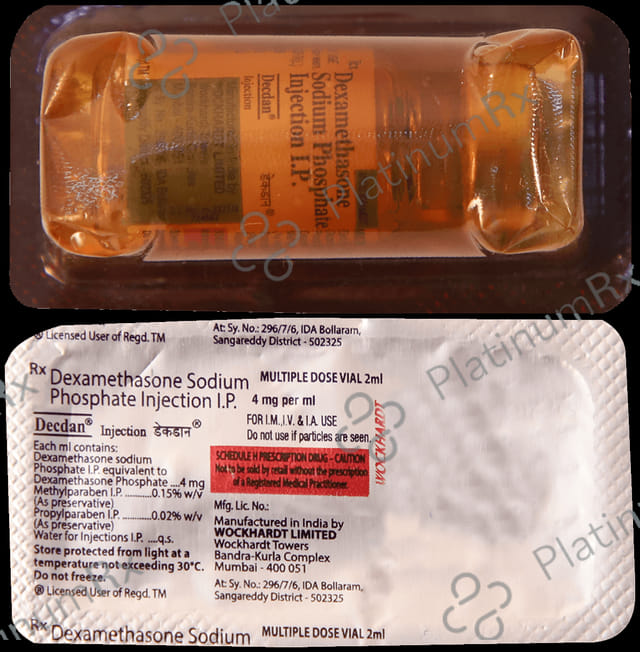 Rx Dexamethasone
Sodium Phosphate
Injection I.P.
Decdan®
Injection
डेकडान®
PlatinumRx
® Licensed User of Regd. TM
At: Sy. No.: 296/7/6, IDA Bollaram,
Sangareddy District - 502325
Rx Dexamethasone Sodium
Phosphate Injection I.P.
MULTIPLE DOSE VIAL 2ml
4 mg per ml
Decdan® Injection डेकडान®
FOR I.M.,I.V. & I.A. USE
Do not use if particles are seen.
Each ml contains:
Dexamethasone sodium
Phosphate I.P. equivalent to
Dexamethasone Phosphate ....4 mg
Methylparaben I.P. .........0.15% w/v
(As preservative)
Propylparaben I.P. ..........0.02% w/v
(As preservative)
Water for Injections I.P. ....q.s.
Store protected from light at a
temperature not exceeding 30°C.
Do not freeze.
® Licensed User of Regd. TM
SCHEDULE H PRESCRIPTION DRUG - CAUTION
Not to be sold by retail without the prescription
of a Registered Medical Practitioner.
WOCKHARDT
Mfg. Lic. No.:
Manufactured in India by
WOCKHARDT LIMITED
Wockhardt Towers
Bandra-Kurla Complex
Mumbai - 400 051
At: Sy. No.: 296/7/6, IDA Bollaram,
Sangareddy District - 502325
Rx Dexamethasone Sodium
MULTIPLE DOSE VIAL 2ml
PlatinumRx